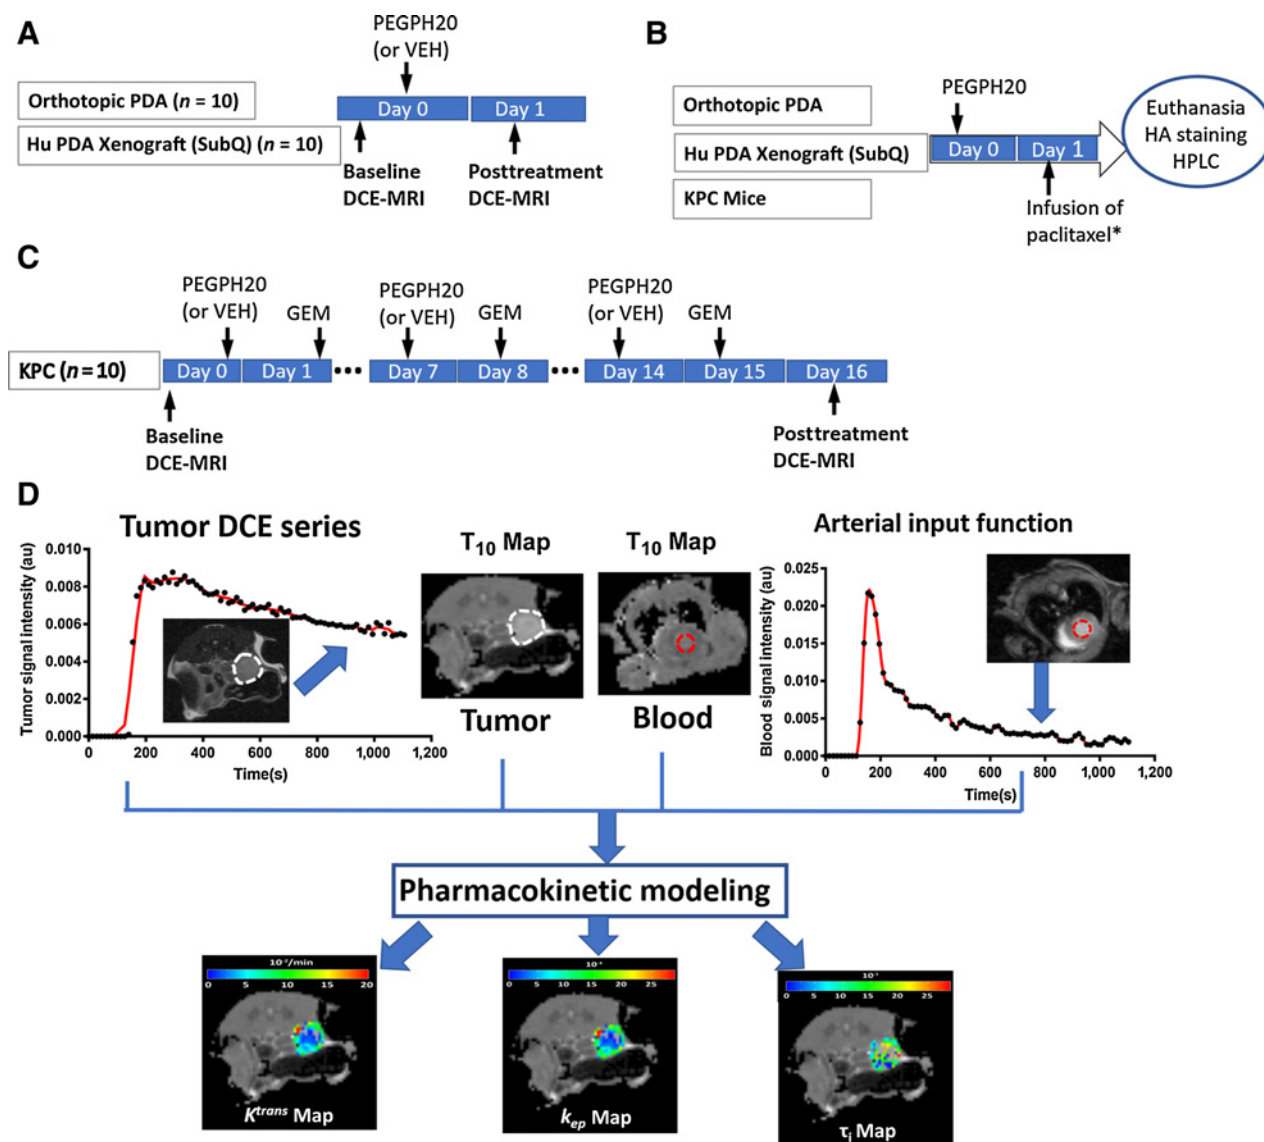 A
PEGPH20
(or VEH)
Orthotopic PDA (n = 10)
Day 0
Day 1
Hu PDA Xenograft (SubQ) (n = 10)
Baseline
DCE-MRI
Posttreatment
DCE-MRI
B
PEGPH20
Orthotopic PDA
Hu PDA Xenograft (SubQ)
Day 0
Day 1
KPC Mice
Infusion of
paclitaxel*
Euthanasia
HA staining
HPLC
C
PEGPH20
(or VEH)
GEM
PEGPH20
(or VEH)
GEM
PEGPH20
(or VEH)
GEM
KPC (n = 10)
Day 0
Day 1
Day 7
Day 8
Day 14
Day 15
Day 16
Baseline
DCE-MRI
Posttreatment
DCE-MRI
D
Tumor DCE series
Tumor signal intensity (au)
0.010
0.008
0.006
0.004
0.002
0.000
0
200
400
600
800
1,000
1,200
Time(s)
T10 Map
Tumor
T10 Map
Blood
Arterial input function
Blood signal intensity (au)
0.025
0.020
0.015
0.010
0.005
0.000
0
200
400
600
800
1,000
1,200
Time(s)
Pharmacokinetic modeling
0 5 10 15 20
Ktrans Map
0 5 10 15 20 25
kep Map
0 5 10 15 20 25
τi Map